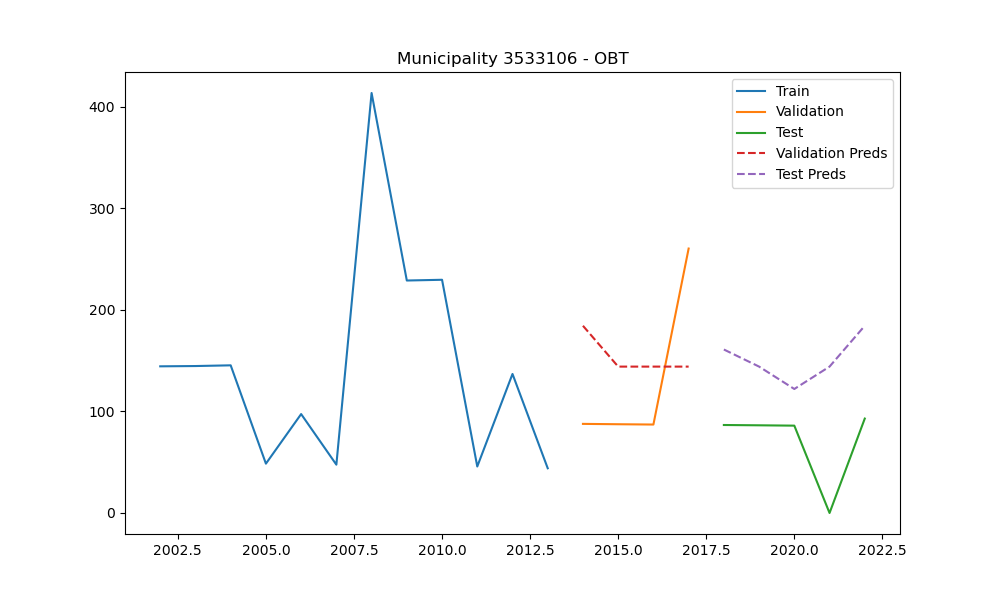 Municipality 3533106 - OBT
Train
Validation
Test
Validation Preds
Test Preds
400
300
200
100
0
2002.5 2005.0 2007.5 2010.0 2012.5 2015.0 2017.5 2020.0 2022.5